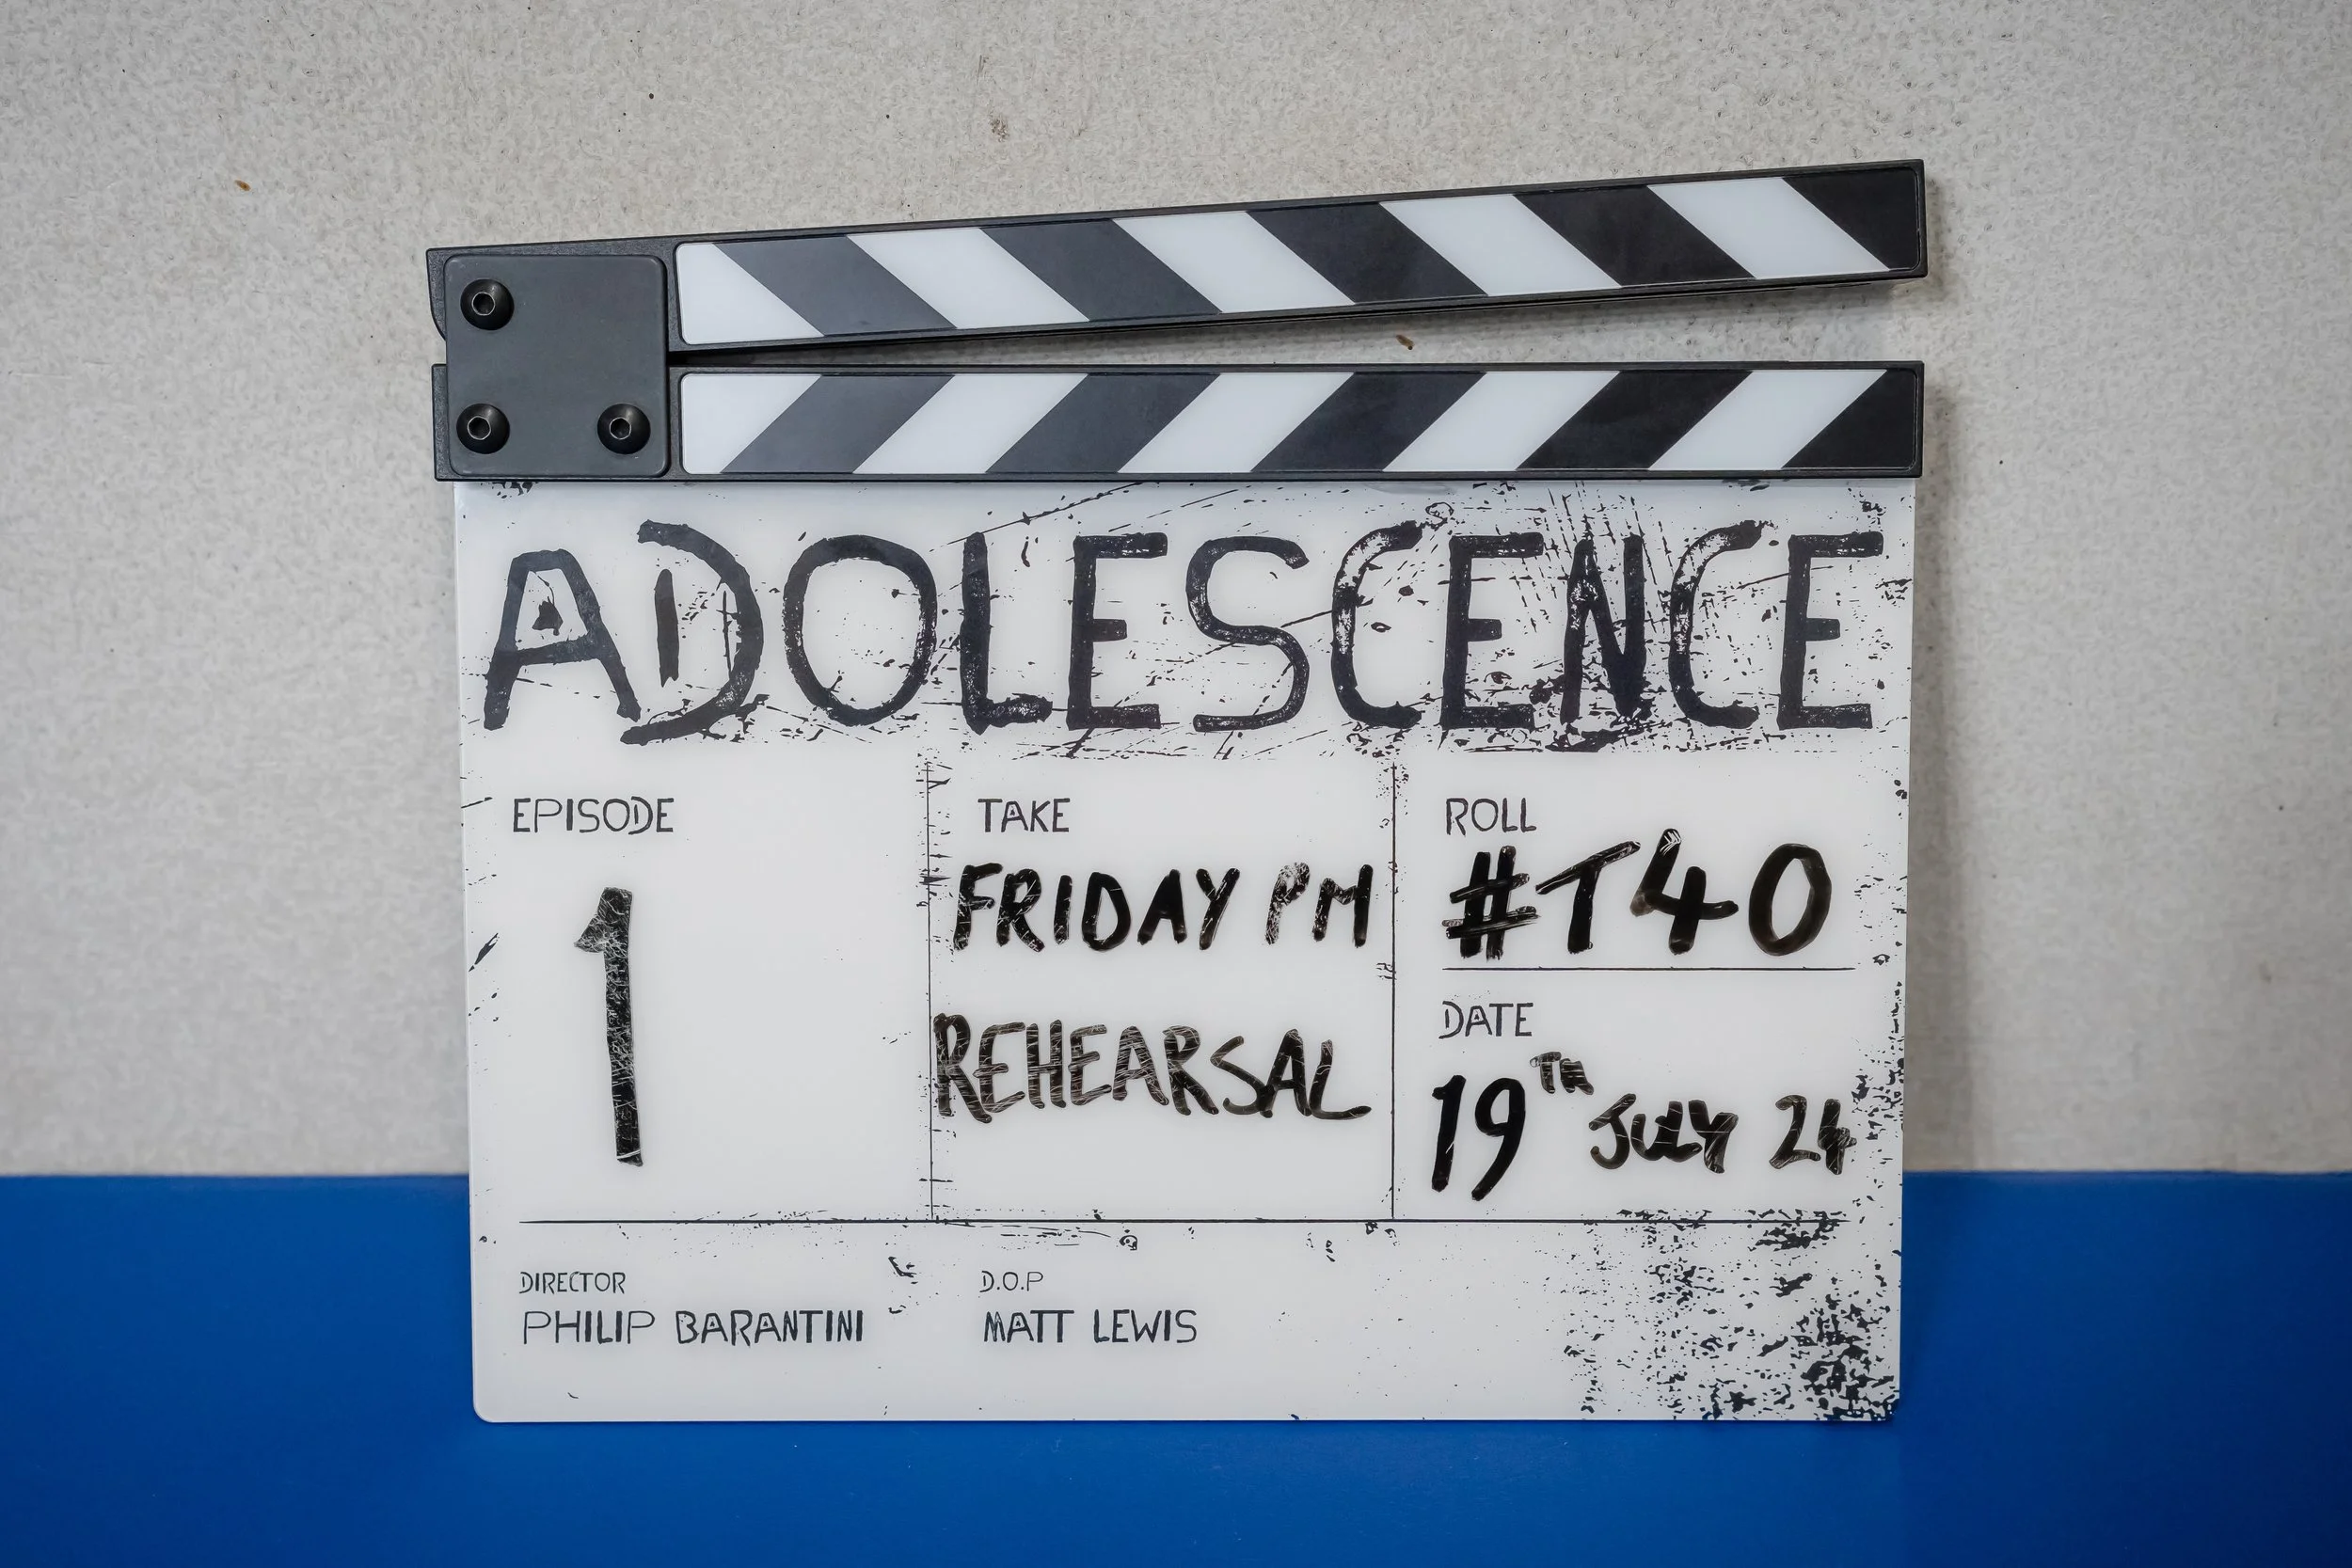 ADOLESCENCE
EPISODE
1
TAKE
FRIDAY PM
REHEARSAL
ROLL
#T40
DATE
19TH JULY 24
DIRECTOR
PHILIP BARANTINI
D.O.P
MATT LEWIS